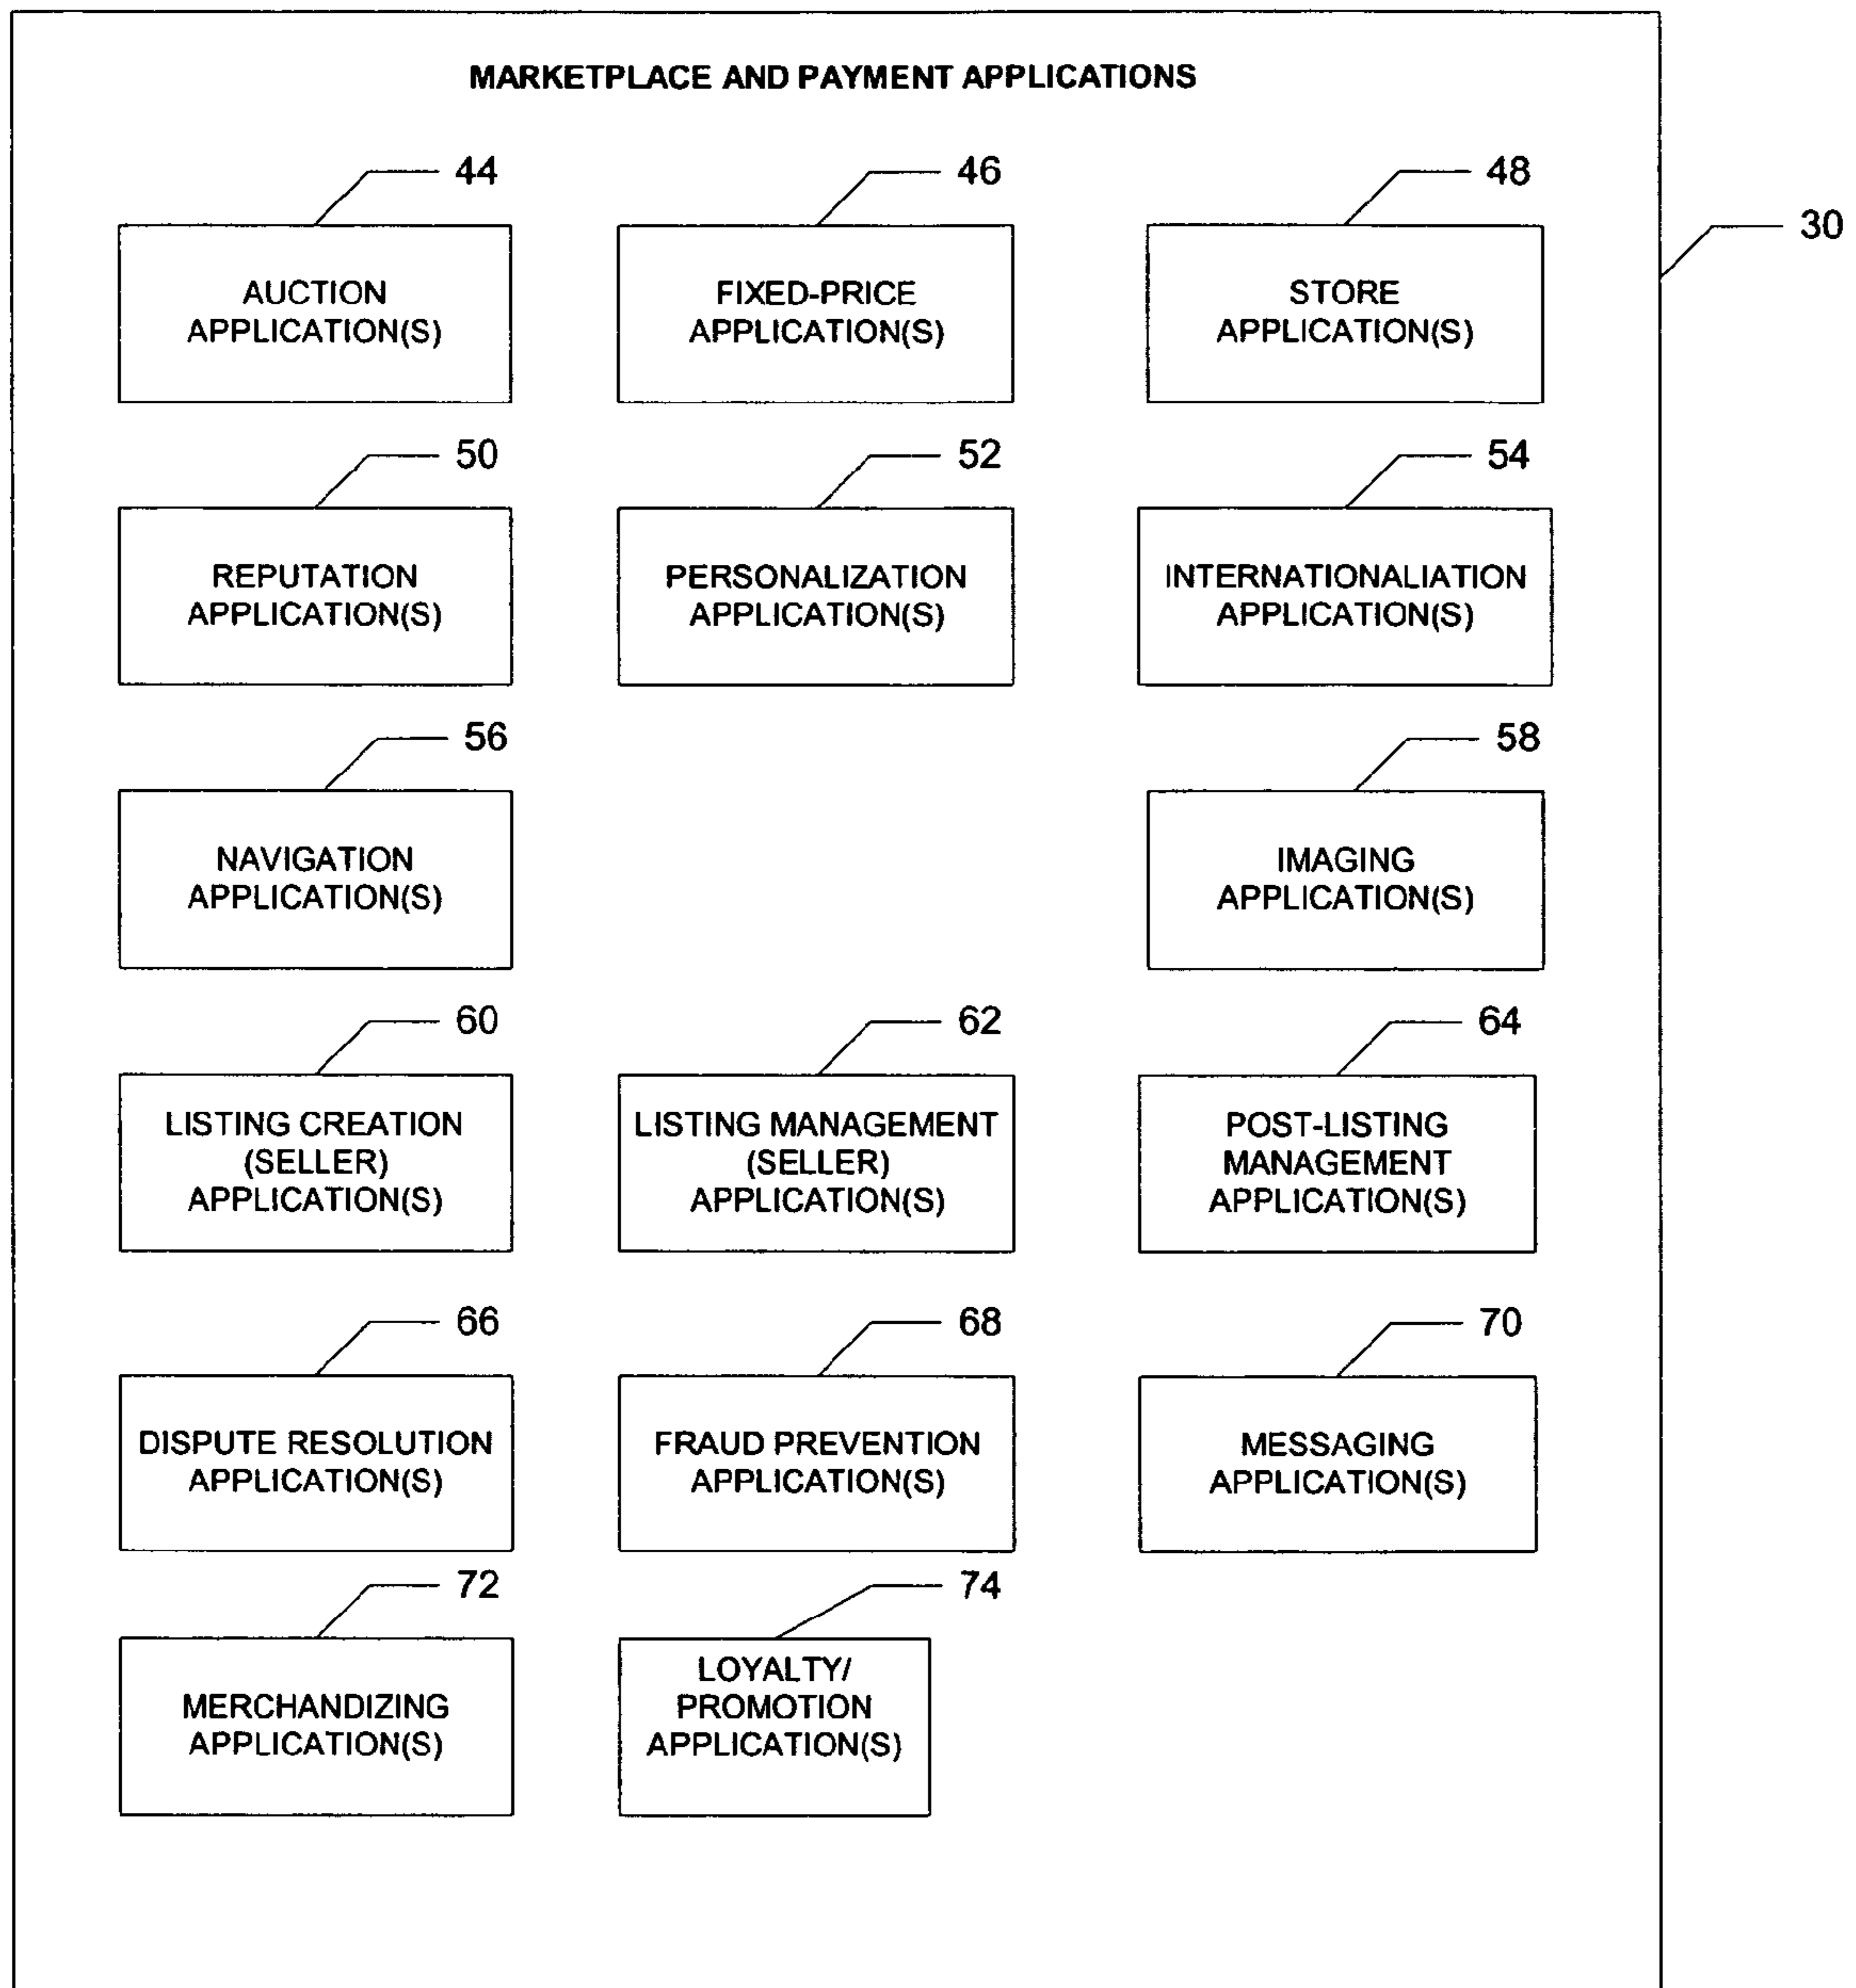 MARKETPLACE AND PAYMENT APPLICATIONS
44
46
48
30
AUCTION
APPLICATION(S)
FIXED-PRICE
APPLICATION(S)
STORE
APPLICATION(S)
50
52
54
REPUTATION
APPLICATION(S)
PERSONALIZATION
APPLICATION(S)
INTERNATIONALIATION
APPLICATION(S)
56
58
NAVIGATION
APPLICATION(S)
IMAGING
APPLICATION(S)
60
62
64
LISTING CREATION
(SELLER)
APPLICATION(S)
LISTING MANAGEMENT
(SELLER)
APPLICATION(S)
POST-LISTING
MANAGEMENT
APPLICATION(S)
66
68
70
DISPUTE RESOLUTION
APPLICATION(S)
FRAUD PREVENTION
APPLICATION(S)
MESSAGING
APPLICATION(S)
72
74
MERCHANDIZING
APPLICATION(S)
LOYALTY/
PROMOTION
APPLICATION(S)